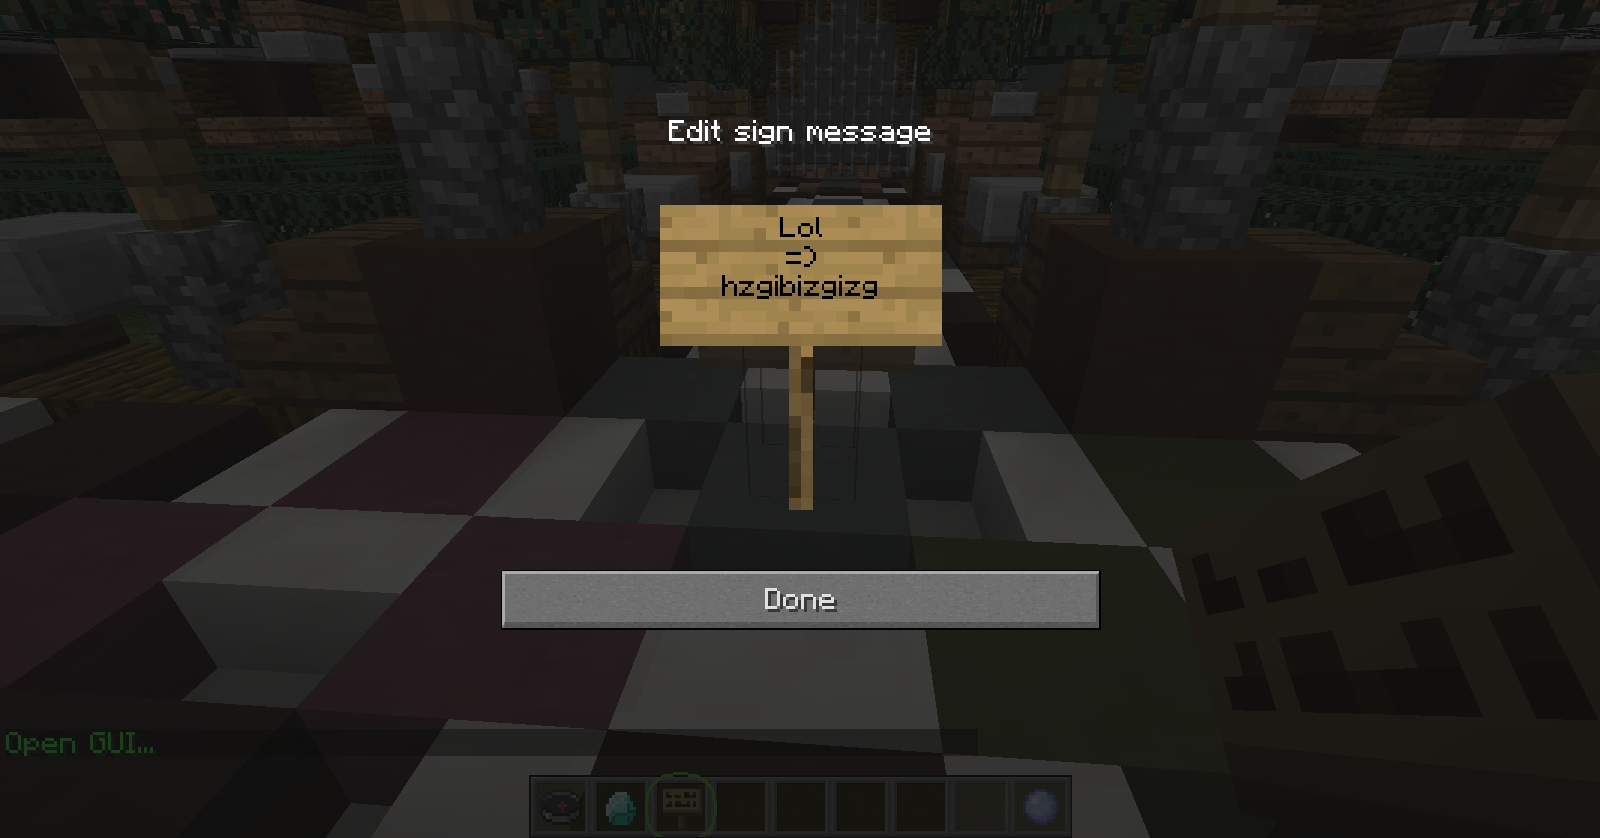 Edit sign message
Lol
=)
hzgibizgizg
Done
Open GUI...